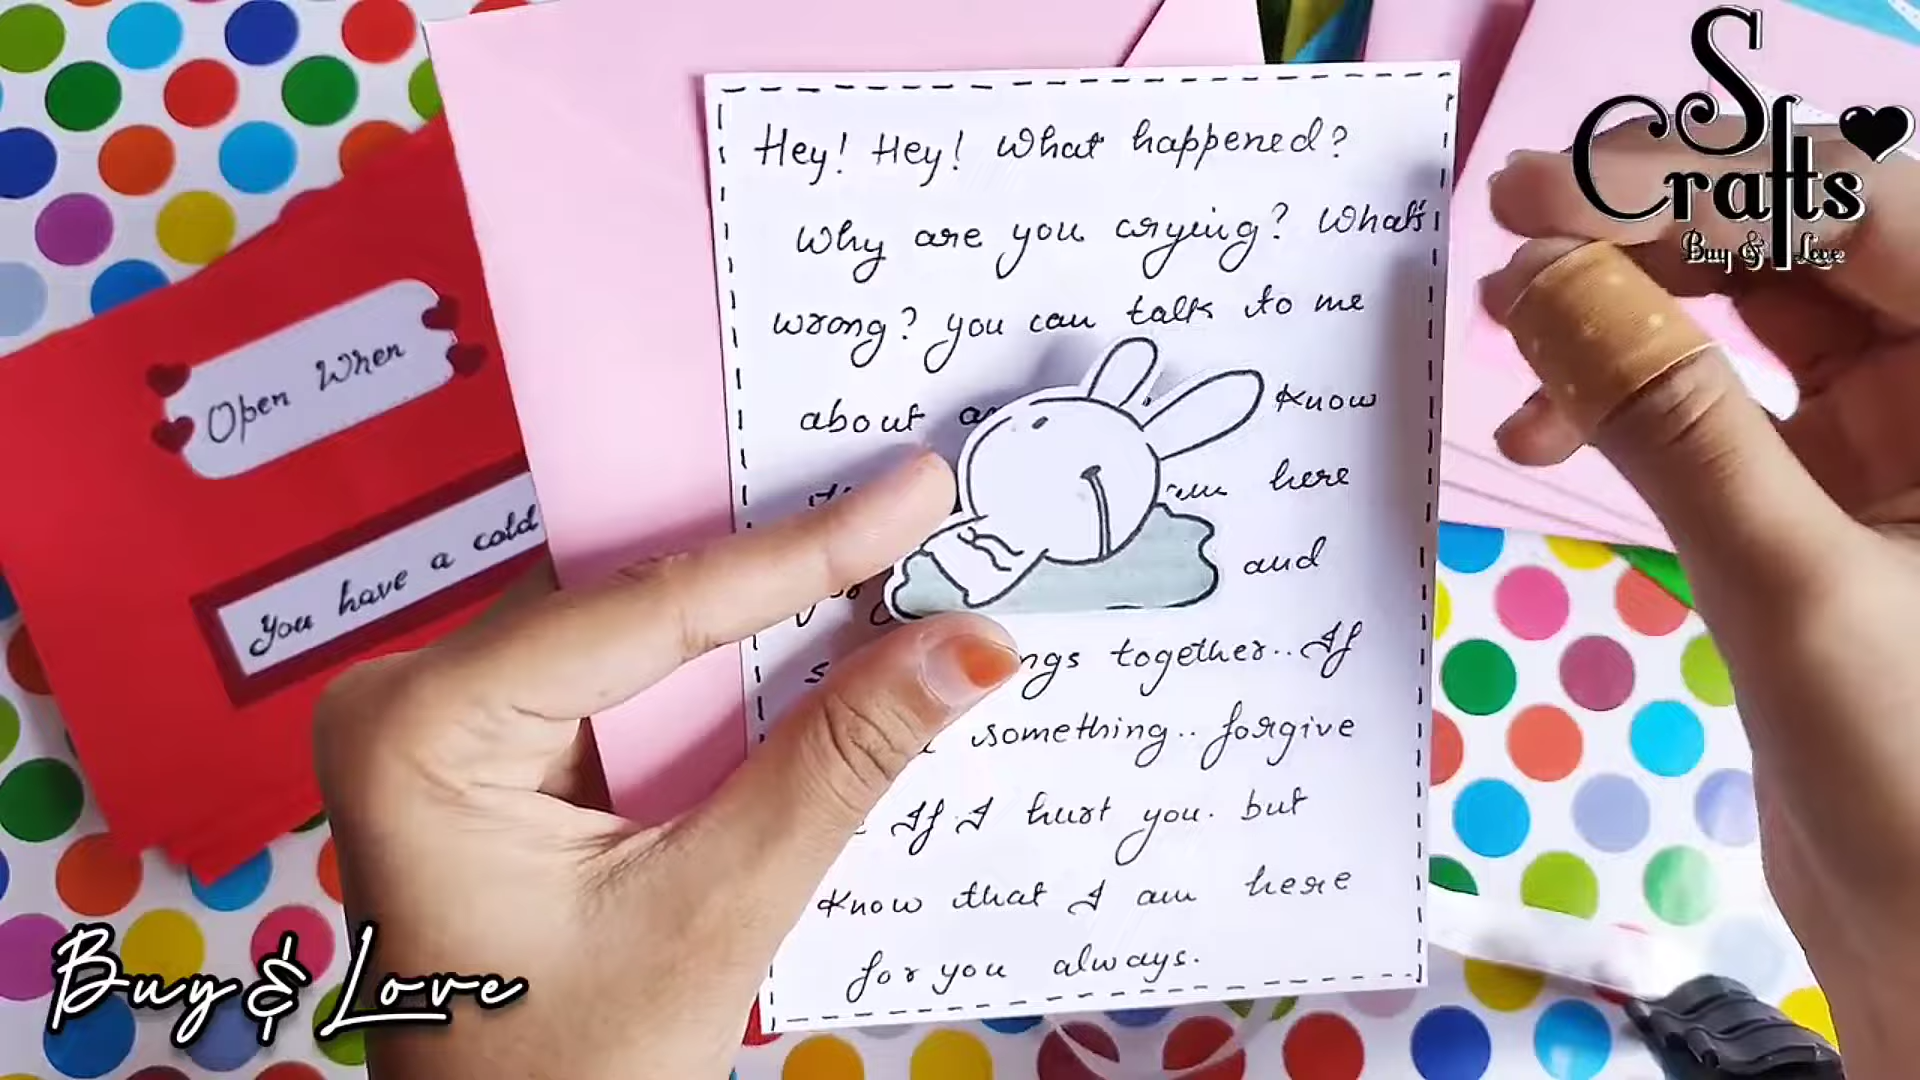 Hey! Hey! What happened?
Why are you crying? What's
wrong? you can talk to me
about know
here
and
together.. If
something.. forgive
If I hurt you. but
know that I am here
for you always.
Open When
You have a cold
S
Crafts
Buy & Love
Buy & Love